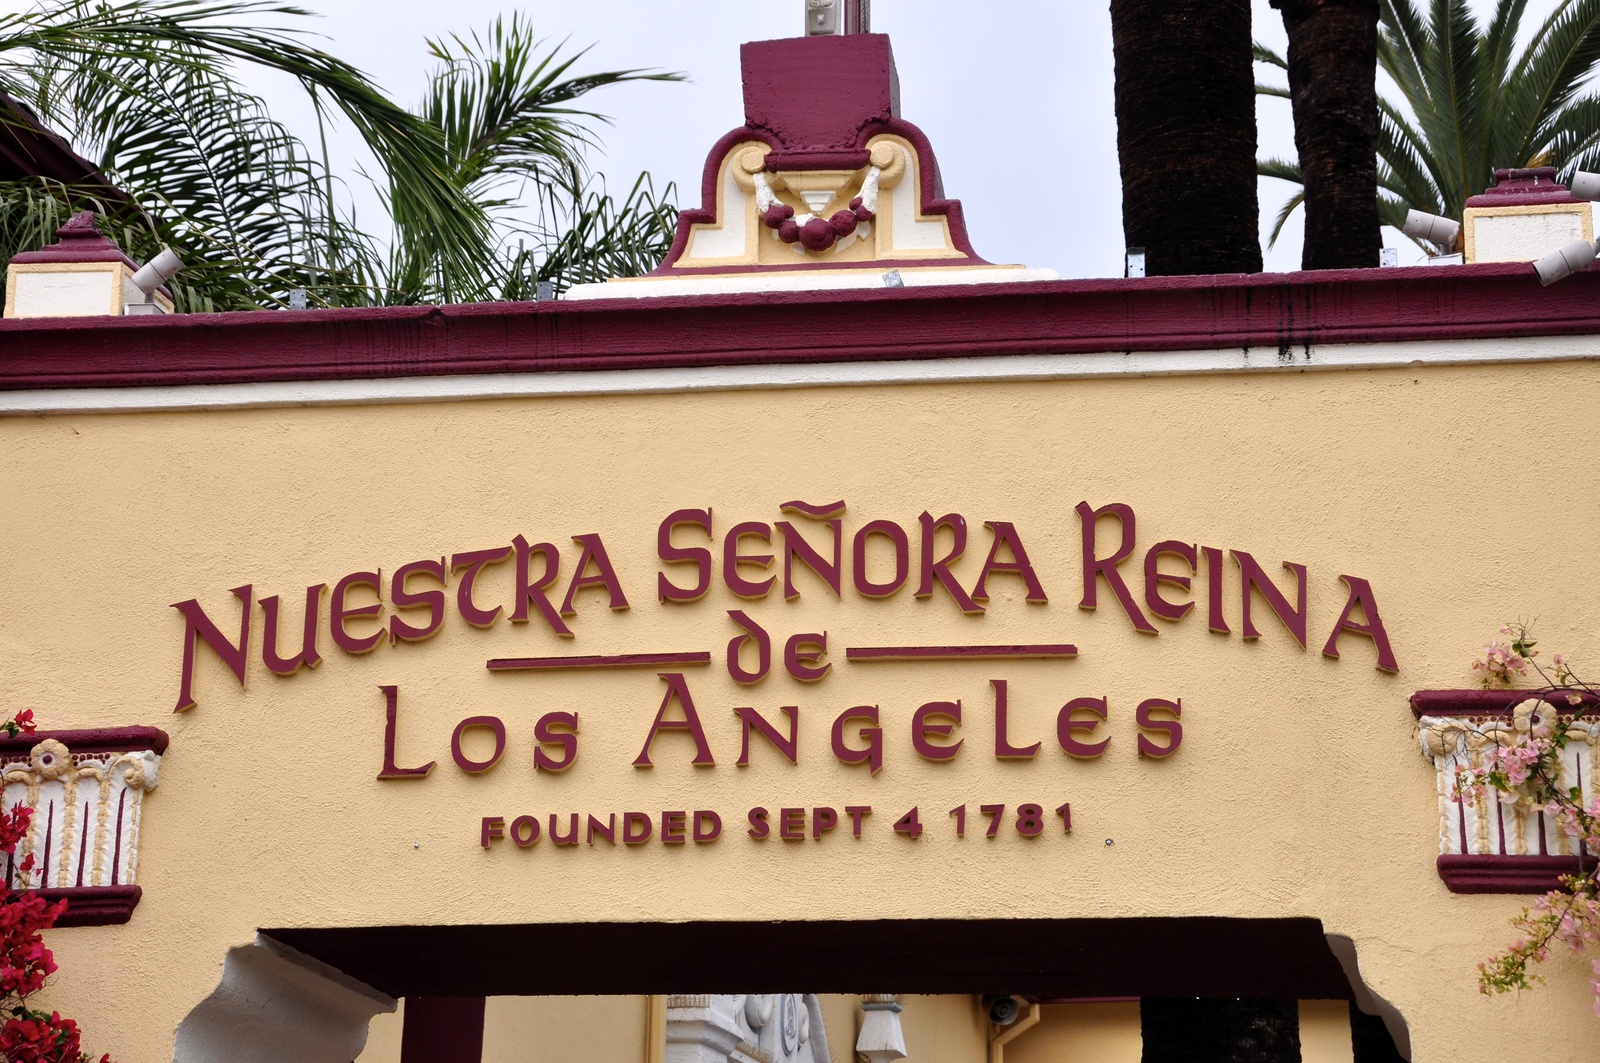 Nuestra Señora Reina
de
Los Angeles
FOUNDED SEPT 4 1781